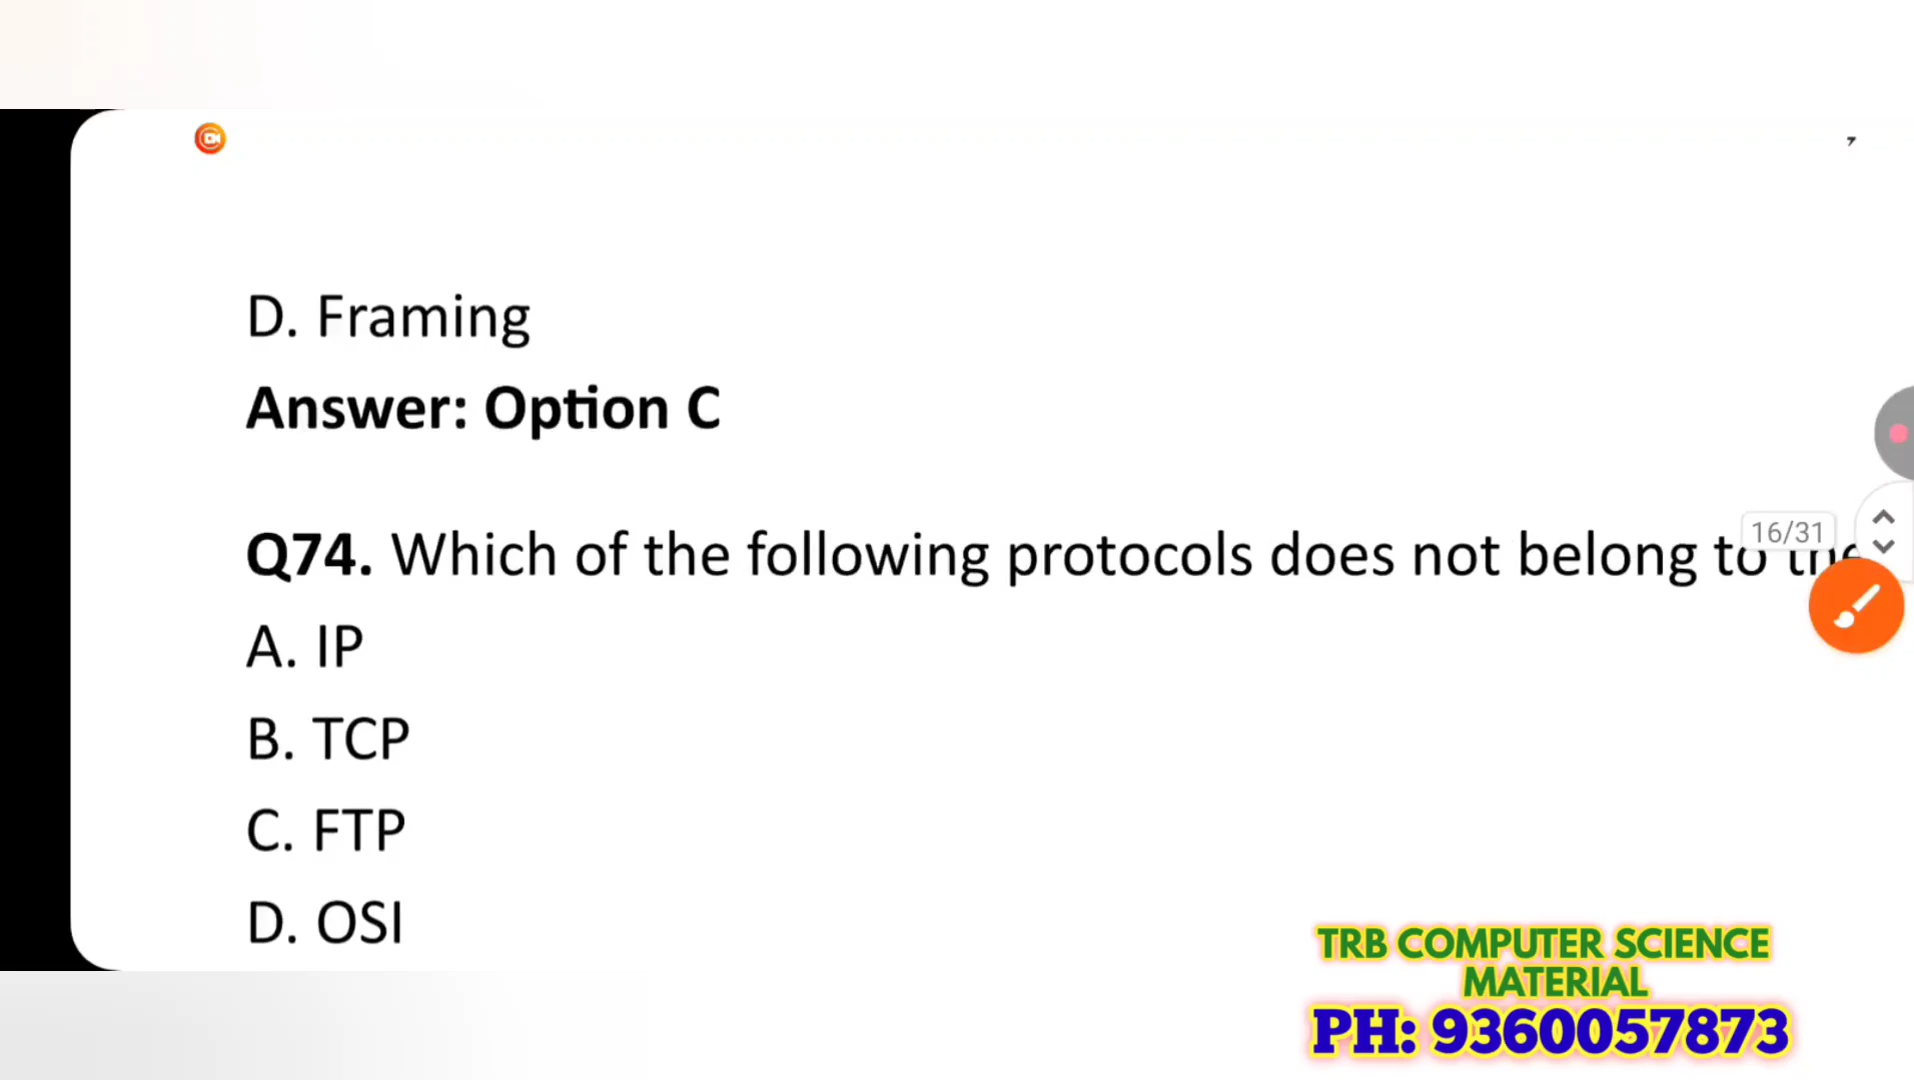 D. Framing
Answer: Option C
Q74. Which of the following protocols does not belong to the
16/31
A. IP
B. TCP
C. FTP
D. OSI
TRB COMPUTER SCIENCE
MATERIAL
PH: 9360057873